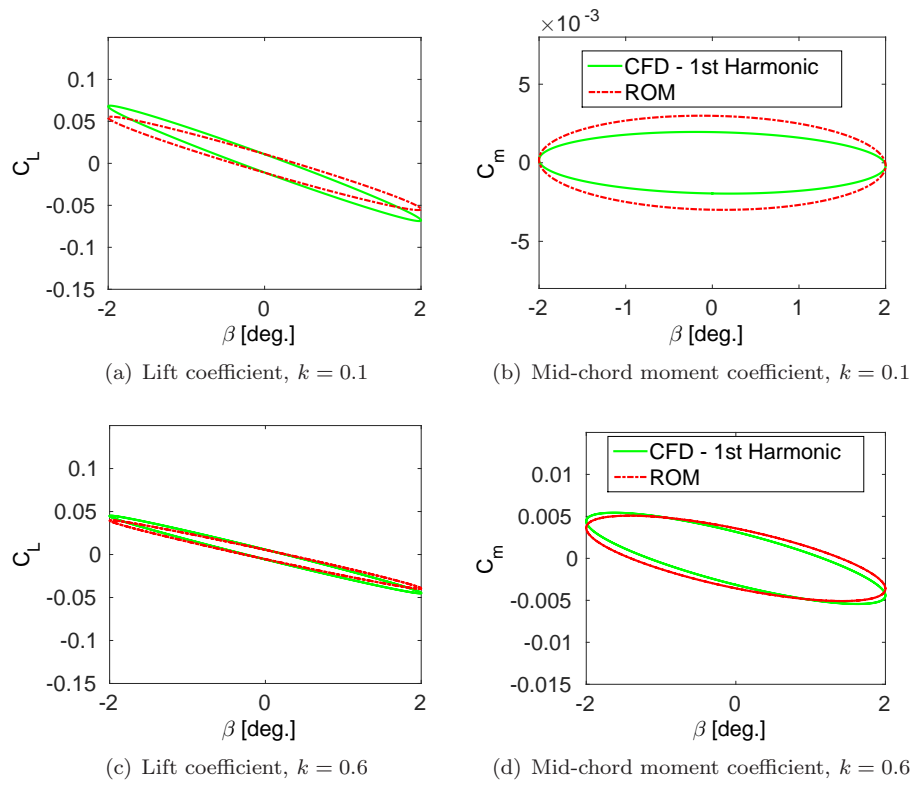 0.1
0.05
0
-0.05
-0.1
-0.15
C_L
-2
0
2
β [deg.]
(a) Lift coefficient, k = 0.1
×10^-3
5
0
-5
C_m
CFD - 1st Harmonic
ROM
-2
-1
0
1
2
β [deg.]
(b) Mid-chord moment coefficient, k = 0.1
0.1
0.05
0
-0.05
-0.1
-0.15
C_L
-2
0
2
β [deg.]
(c) Lift coefficient, k = 0.6
0.01
0.005
0
-0.005
-0.01
-0.015
C_m
CFD - 1st Harmonic
ROM
-2
0
2
β [deg.]
(d) Mid-chord moment coefficient, k = 0.6